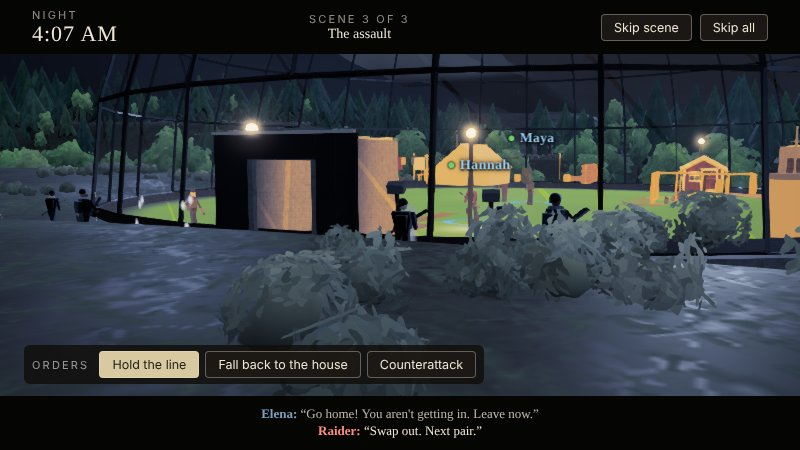 NIGHT
4:07 AM
SCENE 3 OF 3
The assault
Skip scene
Skip all
Maya
Hannah
ORDERS
Hold the line
Fall back to the house
Counterattack
Elena: “Go home! You aren't getting in. Leave now.”
Raider: “Swap out. Next pair.”